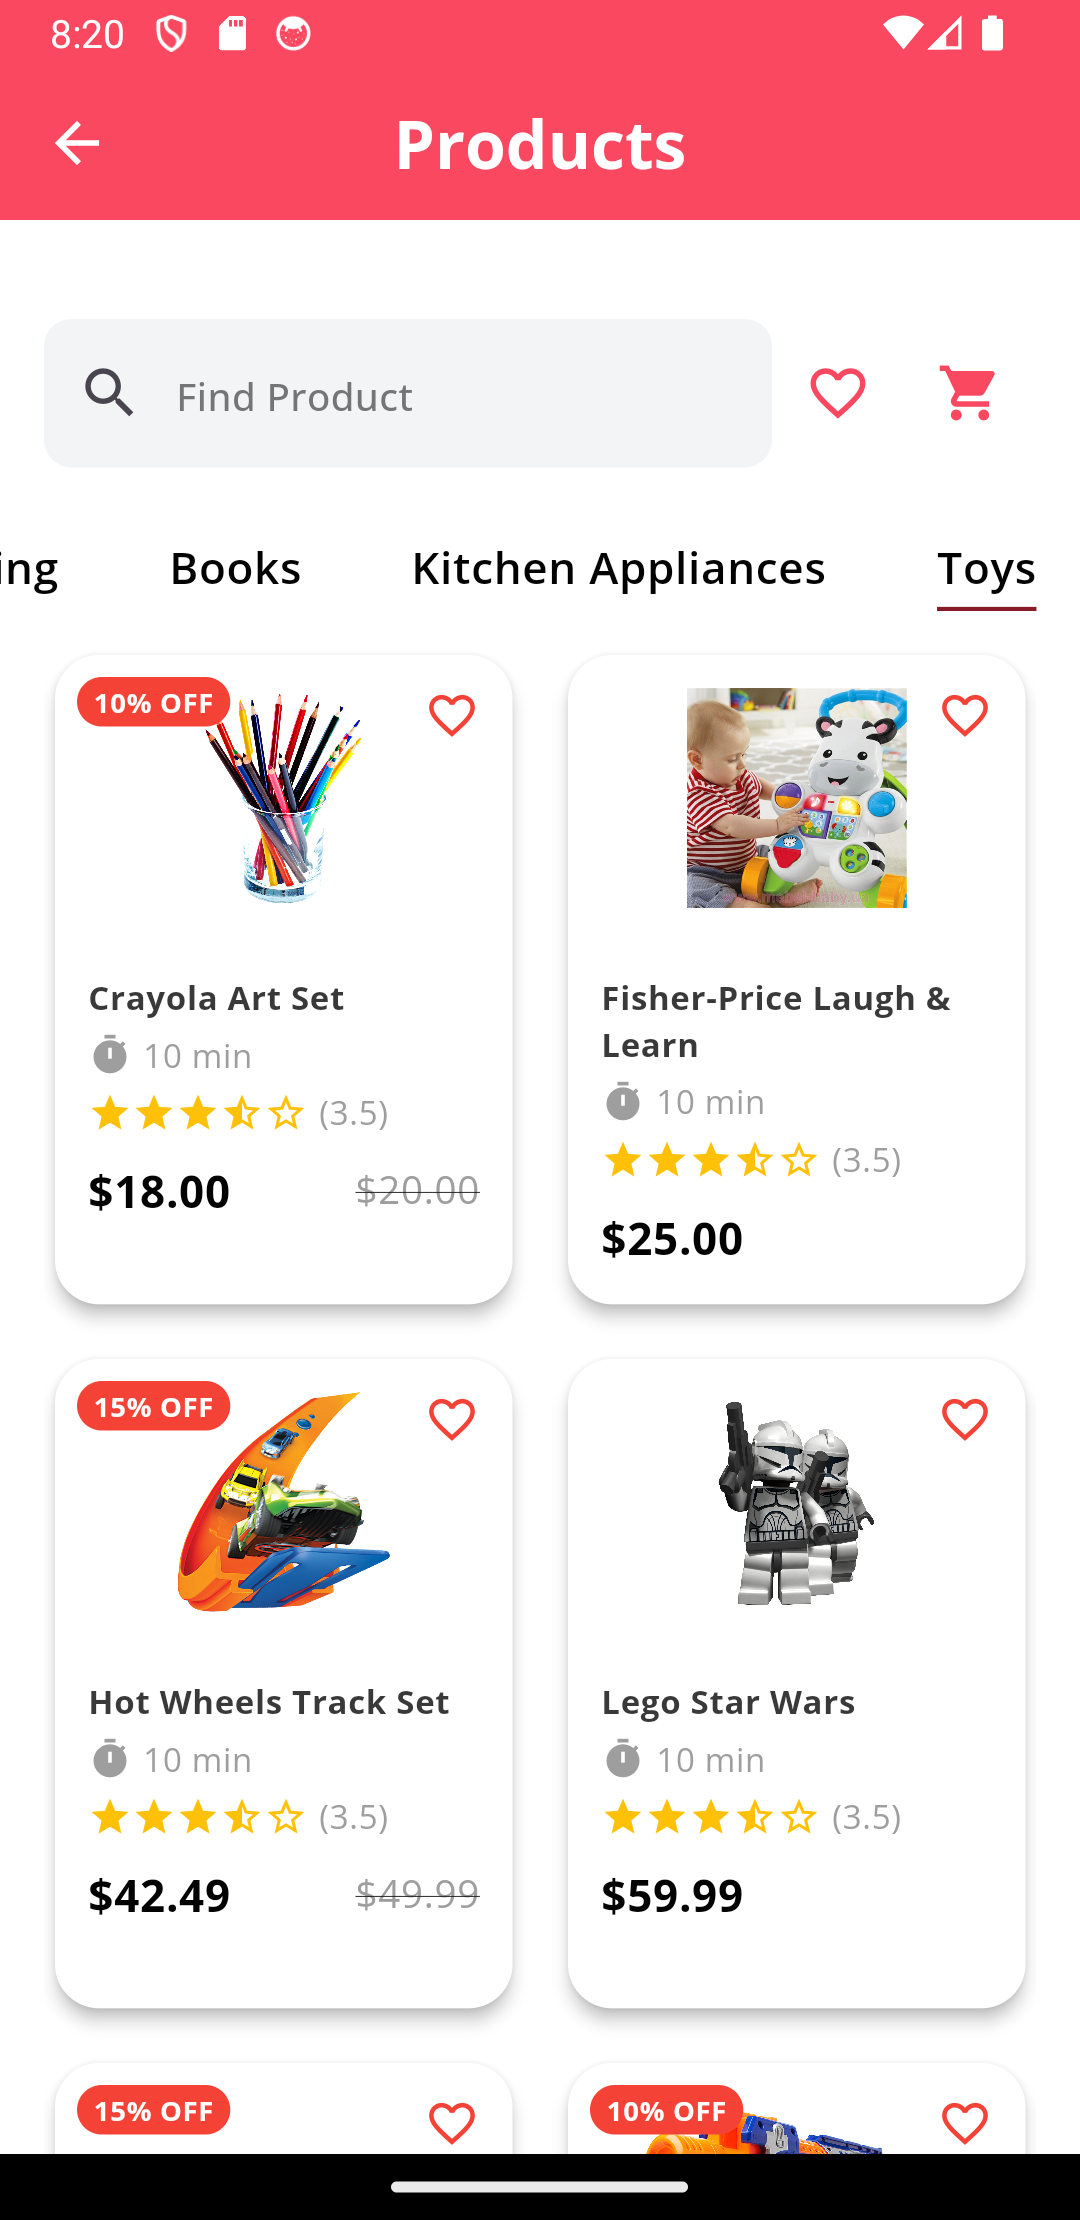 8:20
Products
Find Product
ing
Books
Kitchen Appliances
Toys
10% OFF
Crayola Art Set
10 min
(3.5)
$18.00
$20.00
Fisher-Price Laugh &
Learn
10 min
(3.5)
$25.00
15% OFF
Hot Wheels Track Set
10 min
(3.5)
$42.49
$49.99
Lego Star Wars
10 min
(3.5)
$59.99
15% OFF
10% OFF